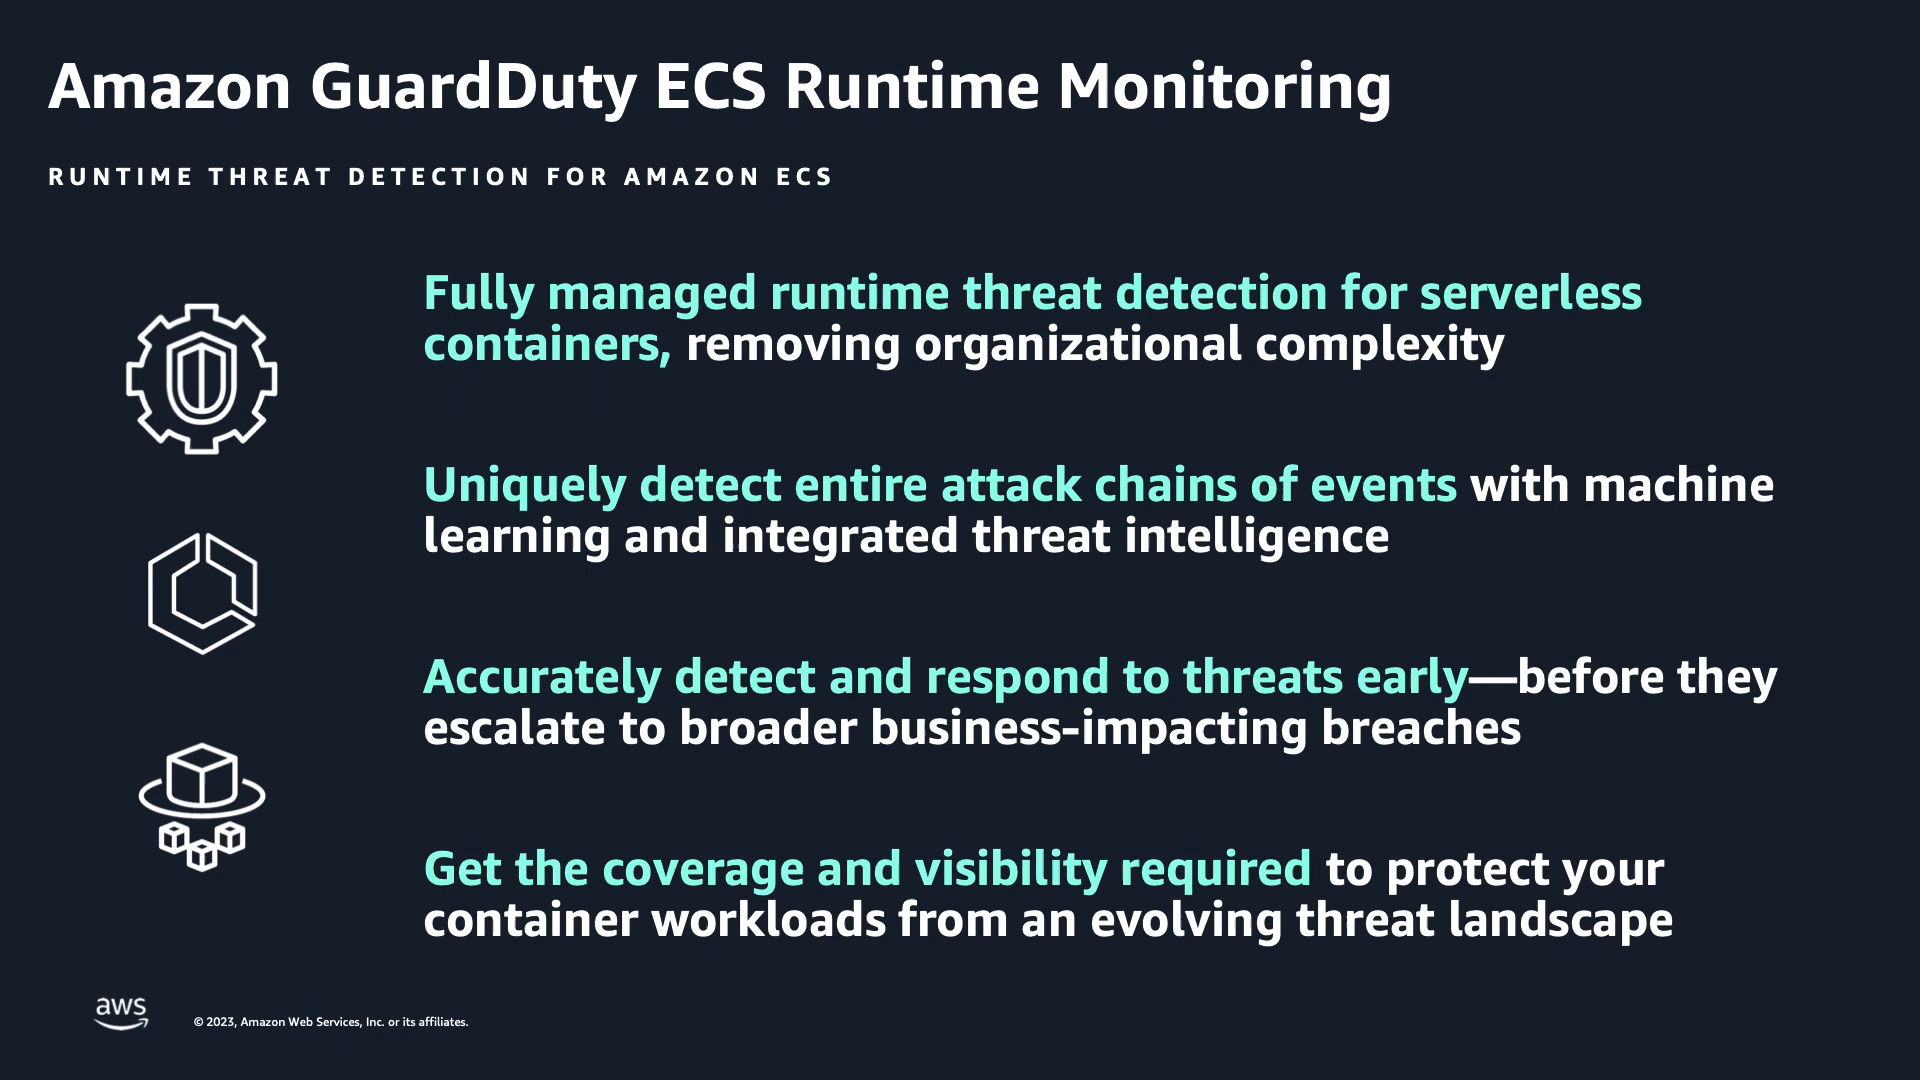 Amazon GuardDuty ECS Runtime Monitoring
RUNTIME THREAT DETECTION FOR AMAZON ECS
Fully managed runtime threat detection for serverless
containers, removing organizational complexity
Uniquely detect entire attack chains of events with machine
learning and integrated threat intelligence
Accurately detect and respond to threats early—before they
escalate to broader business-impacting breaches
Get the coverage and visibility required to protect your
container workloads from an evolving threat landscape
aws
© 2023, Amazon Web Services, Inc. or its affiliates.